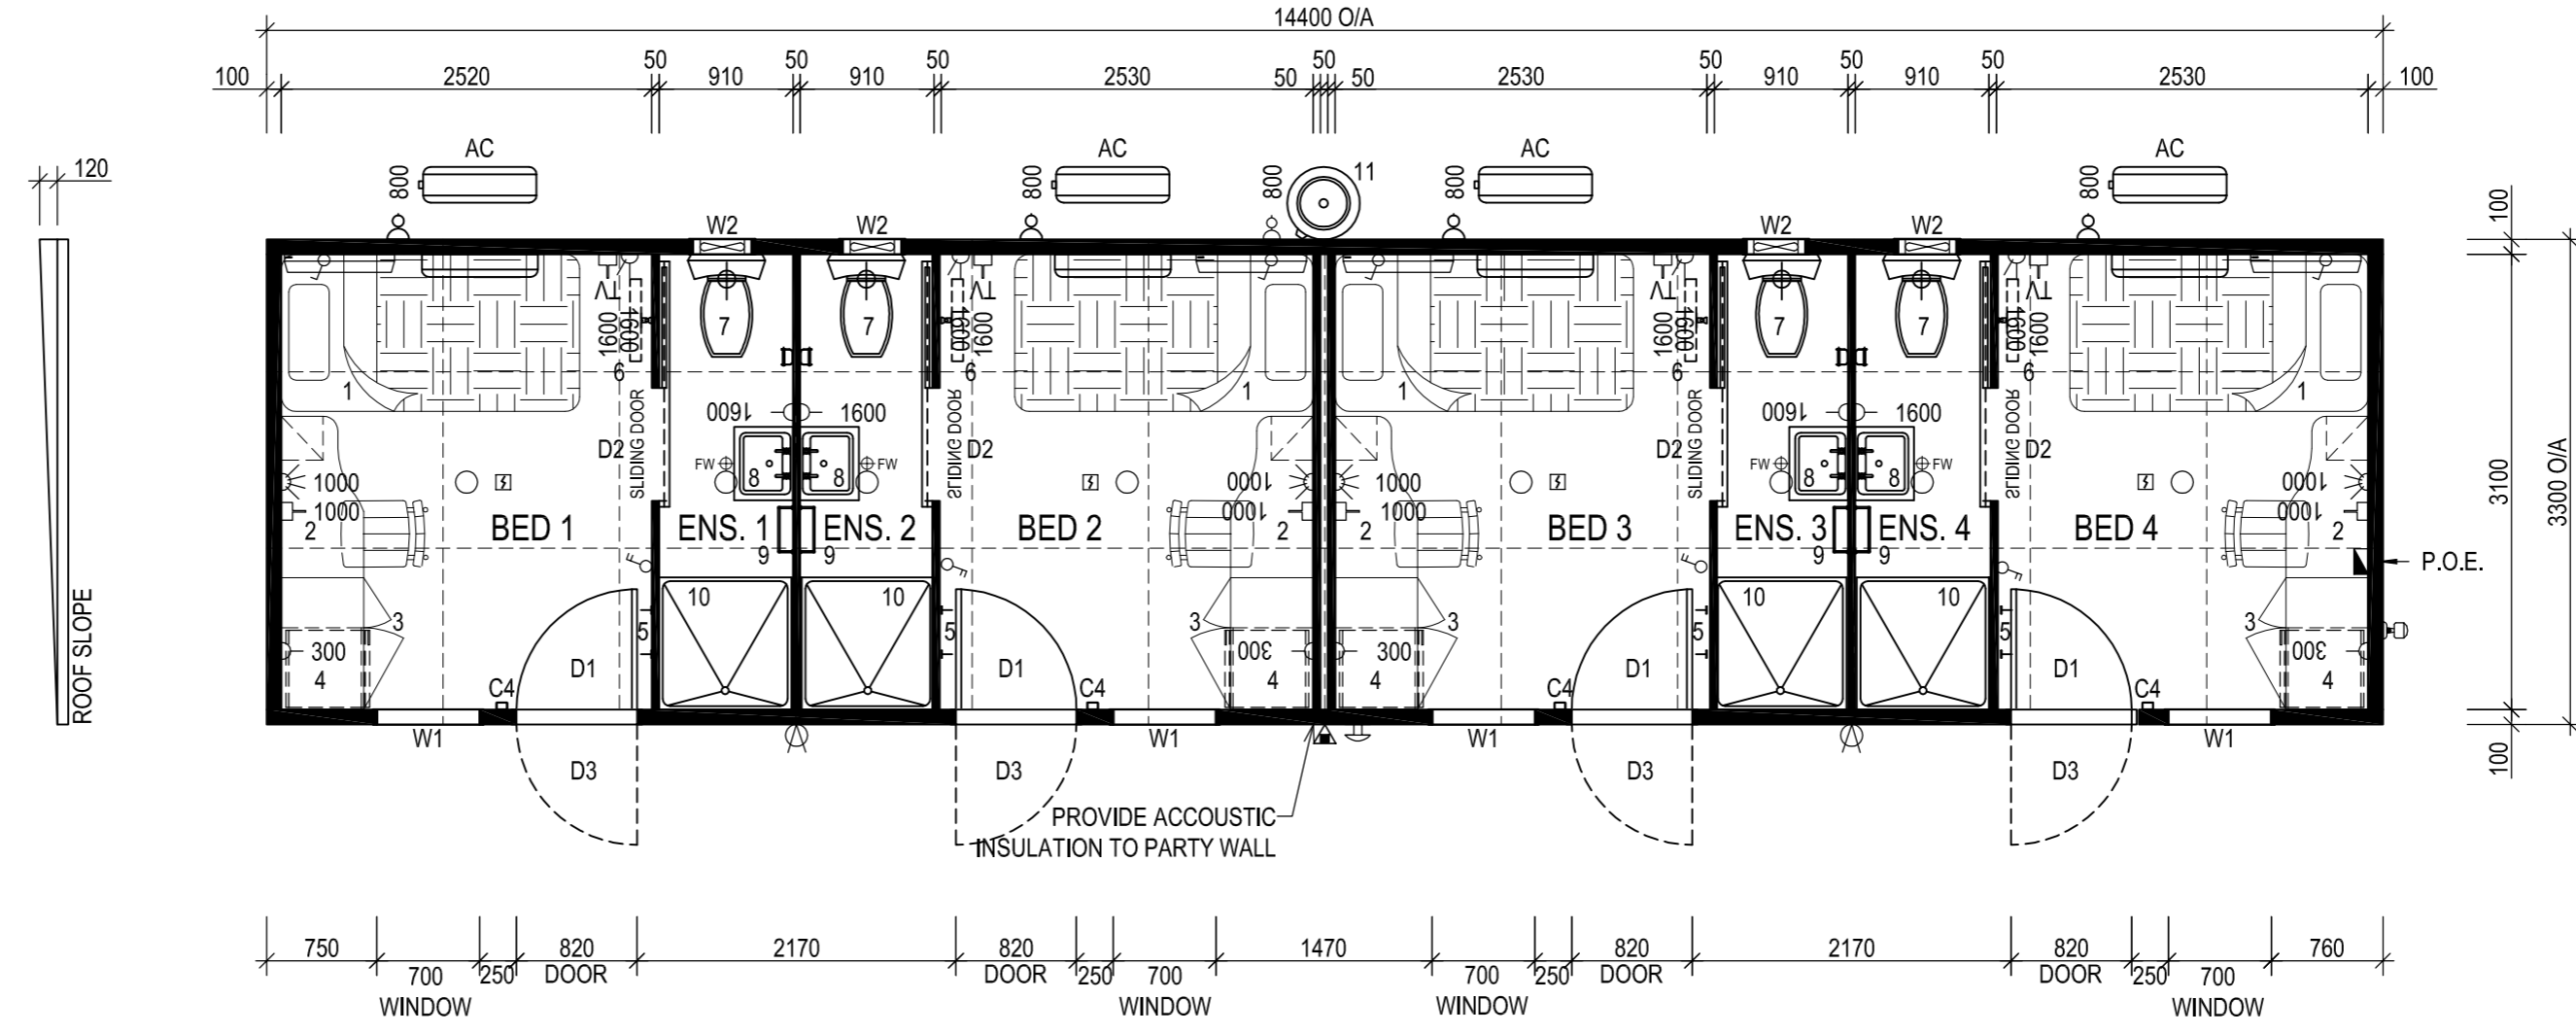 14400 O/A
50 50 50 50 50 50 50
100 2520 910 910 2530 50 50 2530 910 910 2530 100
AC AC AC AC
120
800 800 800 11 800 800
100
W2 W2 W2 W2
TV TV TV TV
7 7 7 7
1600 1600 1600 1600 1600 1600 1600 1600
6 6 6 6
1 1 1 1
1600 1600 1600 1600
SLIDING DOOR SLIDING DOOR SLIDING DOOR SLIDING DOOR
D2 D2 D2 D2
FW FW FW FW
8 8 8 8
1000 1000 1000 1000
1000 1000 1000 1000
3100
3300 O/A
2 2 2 2
BED 1 ENS. 1 ENS. 2 BED 2 BED 3 ENS. 3 ENS. 4 BED 4
9 9 9 9
P.O.E.
10 10 10 10
3 5 5 3 3 5 5 3
300 300 300 300
4 D1 D1 4 4 D1 D1 4
ROOF SLOPE
C4 C4 C4 C4
W1 W1 W1 W1
100
D3 D3 D3 D3
PROVIDE ACCOUSTIC
INSULATION TO PARTY WALL
750 820 2170 820 1470 820 2170 820 760
700 250 DOOR DOOR 250 700 700 250 DOOR DOOR 250 700
WINDOW WINDOW WINDOW WINDOW